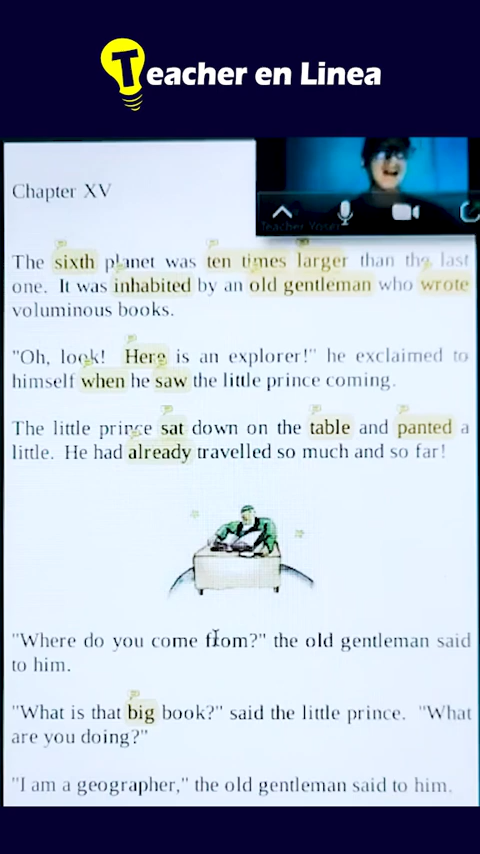 Teacher en Linea
Chapter XV
The sixth planet was ten times larger than the last
one. It was inhabited by an old gentleman who wrote
voluminous books.
"Oh, look! Here is an explorer!" he exclaimed to
himself when he saw the little prince coming.
The little prince sat down on the table and panted a
little. He had already travelled so much and so far!
"Where do you come from?" the old gentleman said
to him.
"What is that big book?" said the little prince. "What
are you doing?"
"I am a geographer," the old gentleman said to him.